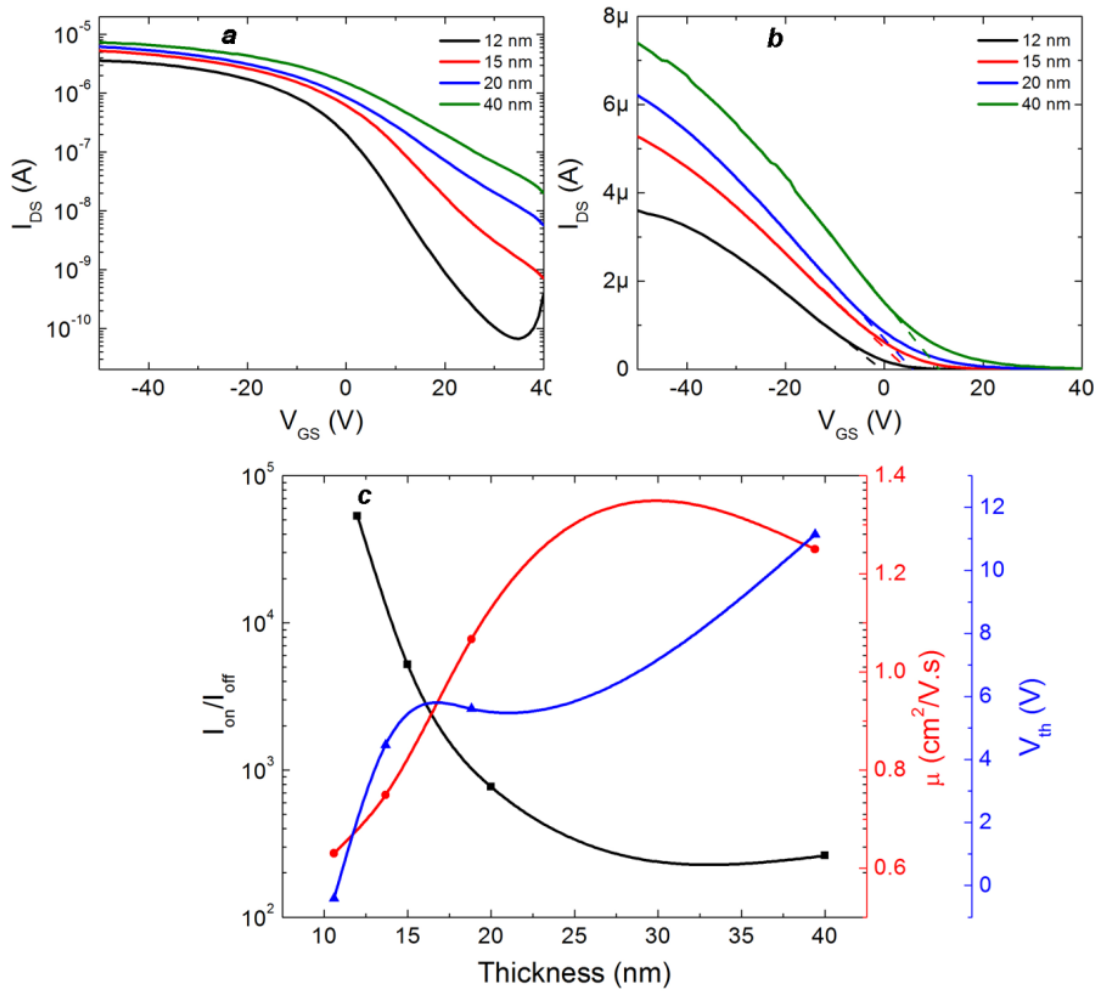 a
12 nm
15 nm
20 nm
40 nm
10⁻⁵
10⁻⁶
10⁻⁷
10⁻⁸
10⁻⁹
10⁻¹⁰
I_DS (A)
-40 -20 0 20 40
V_GS (V)
b
12 nm
15 nm
20 nm
40 nm
8µ
6µ
4µ
2µ
0
I_DS (A)
-40 -20 0 20 40
V_GS (V)
c
10⁵
10⁴
10³
10²
I_on/I_off
10 15 20 25 30 35 40
Thickness (nm)
1.4
1.2
1.0
0.8
0.6
µ (cm²/V.s)
12
10
8
6
4
2
0
V_th (V)